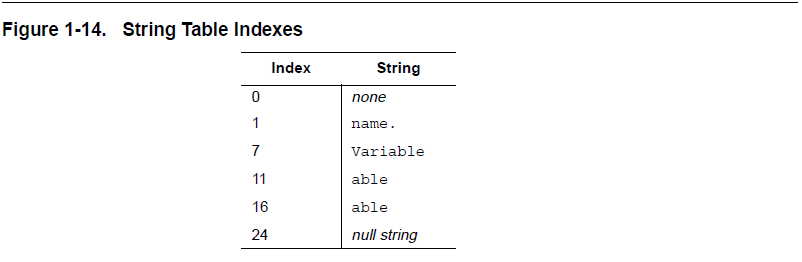 Figure 1-14. String Table Indexes
Index String
0 none
1 name.
7 Variable
11 able
16 able
24 null string